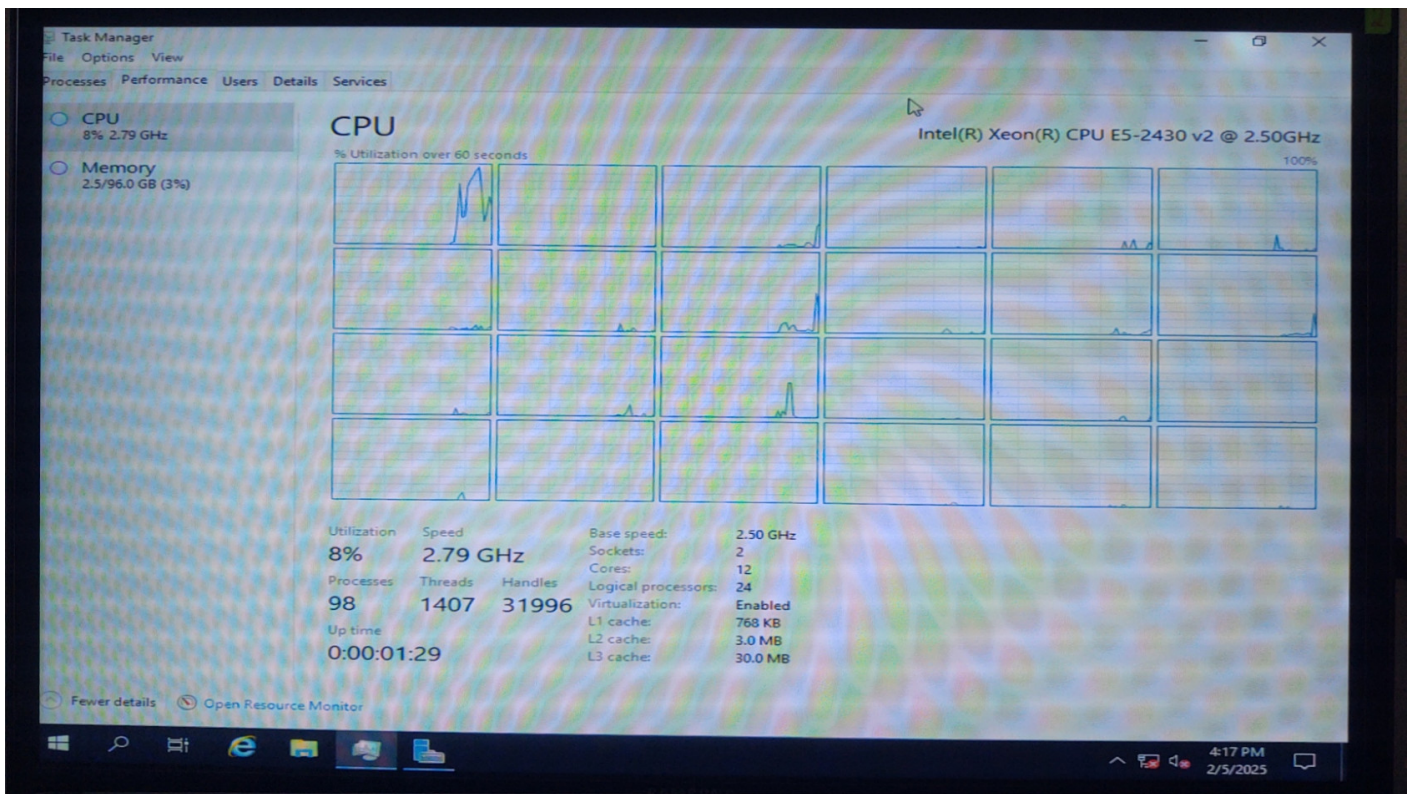 Task Manager
File Options View
Processes Performance Users Details Services
CPU
8% 2.79 GHz
Memory
2.5/96.0 GB (3%)
CPU
Intel(R) Xeon(R) CPU E5-2430 v2 @ 2.50GHz
% Utilization over 60 seconds
100%
Utilization Speed
8% 2.79 GHz
Processes Threads Handles
98 1407 31996
Up time
0:00:01:29
Base speed: 2.50 GHz
Sockets: 2
Cores: 12
Logical processors: 24
Virtualization: Enabled
L1 cache: 768 KB
L2 cache: 3.0 MB
L3 cache: 30.0 MB
Fewer details Open Resource Monitor
4:17 PM
2/5/2025